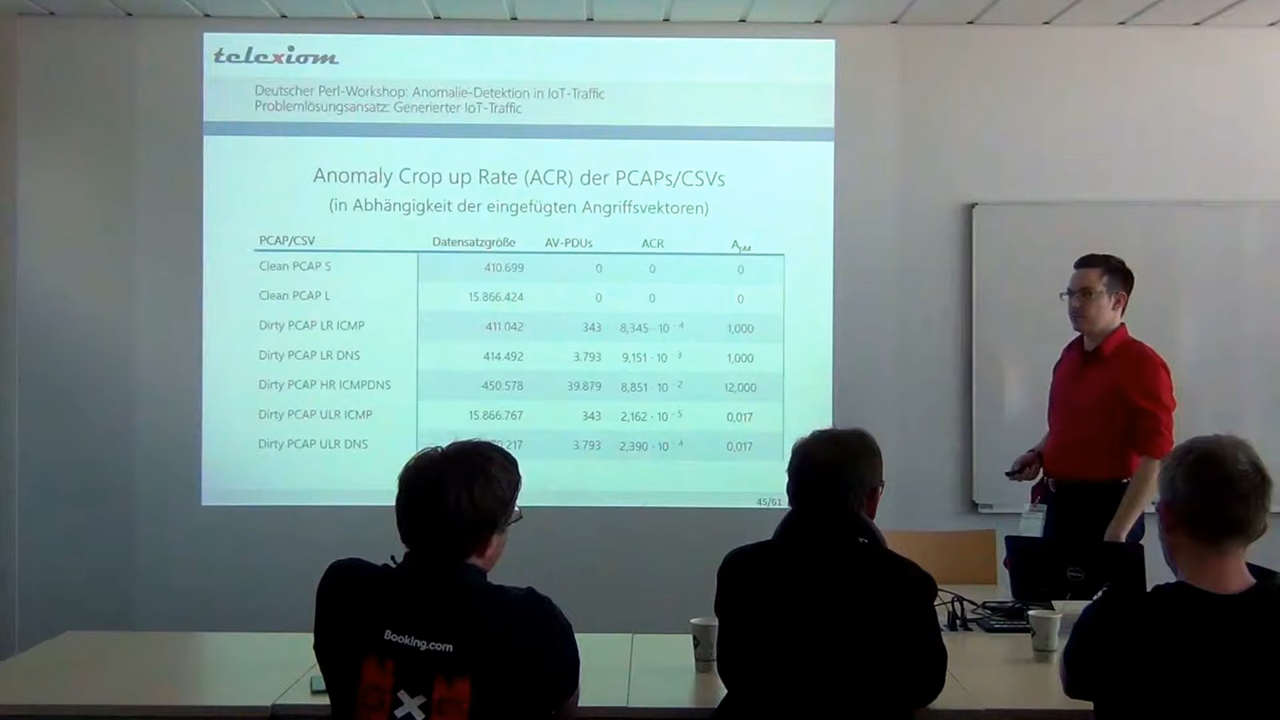 telexiom
Deutscher Perl-Workshop: Anomalie-Detektion in IoT-Traffic
Problemlösungsansatz: Generierter IoT-Traffic
Anomaly Crop up Rate (ACR) der PCAPs/CSVs
(in Abhängigkeit der eingefügten Angriffsvektoren)
PCAP/CSV Datensatzgröße AV-PDUs ACR A_pM
Clean PCAP S 410.699 0 0 0
Clean PCAP L 15.866.424 0 0 0
Dirty PCAP LR ICMP 411.042 343 8,345 · 10 -4 1,000
Dirty PCAP LR DNS 414.492 3.793 9,151 · 10 -3 1,000
Dirty PCAP HR ICMPDNS 450.578 39.879 8,851 · 10 -2 12,000
Dirty PCAP ULR ICMP 15.866.767 343 2,162 · 10 -5 0,017
Dirty PCAP ULR DNS 217 3.793 2,390 · 10 -4 0,017
45/61
Booking.com